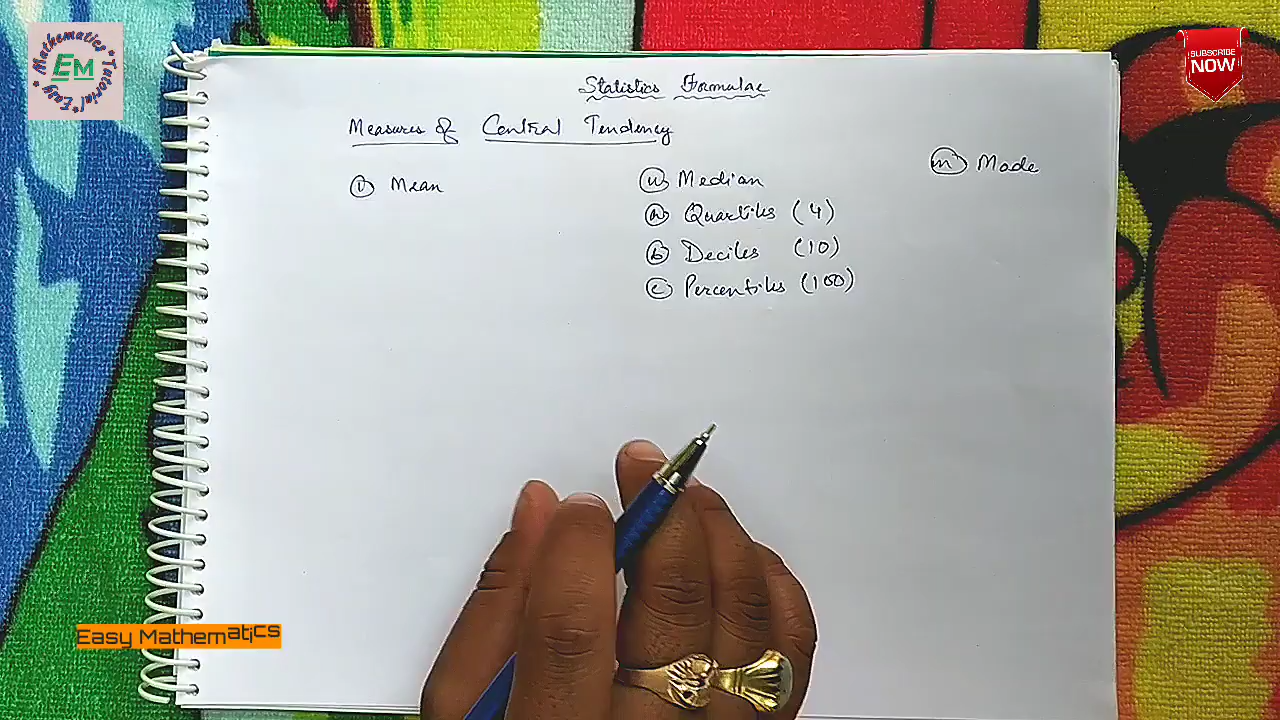 Mathematics Tutorial Easy
EM
SUBSCRIBE
NOW
Statistics Formulae
Measures of Central Tendency
(i) Mean
(ii) Median
(iii) Mode
(a) Quartiles (4)
(b) Deciles (10)
(c) Percentiles (100)
Easy Mathematics